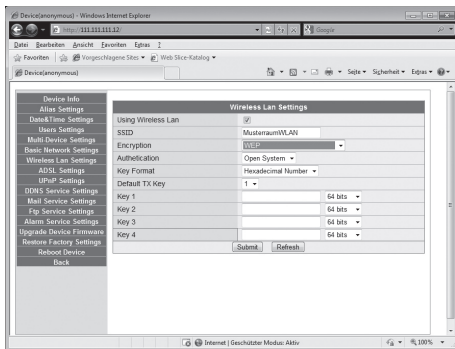 Device(anonymous) - Windows Internet Explorer
http://111.111.111.111.12/
Google
Datei Bearbeiten Ansicht Favoriten Extras ?
Favoriten Vorgeschlagene Sites Web Slice-Katalog
Device(anonymous)
Seite Sicherheit Extras
Device Info
Alias Settings
Date&Time Settings
Users Settings
Multi-Device Settings
Basic Network Settings
Wireless Lan Settings
ADSL Settings
UPnP Settings
DDNS Service Settings
Mail Service Settings
Ftp Service Settings
Alarm Service Settings
Upgrade Device Firmware
Restore Factory Settings
Reboot Device
Back
Wireless Lan Settings
Using Wireless Lan
SSID MusterraumWLAN
Encryption WEP
Authetication Open System
Key Format Hexadecimal Number
Default TX Key 1
Key 1 64 bits
Key 2 64 bits
Key 3 64 bits
Key 4 64 bits
Submit Refresh
Internet | Geschützter Modus: Aktiv
100%